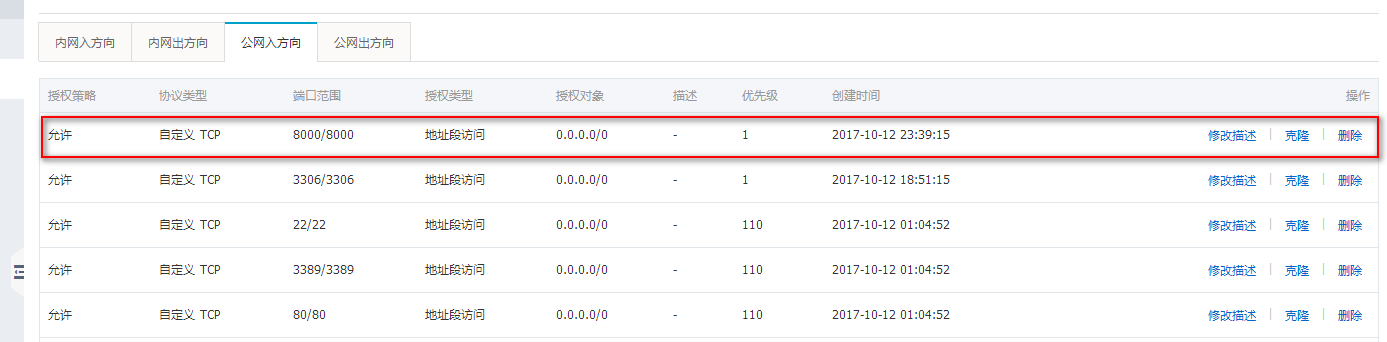 内网入方向 内网出方向 公网入方向 公网出方向
授权策略 协议类型 端口范围 授权类型 授权对象 描述 优先级 创建时间 操作
允许 自定义 TCP 8000/8000 地址段访问 0.0.0.0/0 - 1 2017-10-12 23:39:15 修改描述 | 克隆 | 删除
允许 自定义 TCP 3306/3306 地址段访问 0.0.0.0/0 - 1 2017-10-12 18:51:15 修改描述 | 克隆 | 删除
允许 自定义 TCP 22/22 地址段访问 0.0.0.0/0 - 110 2017-10-12 01:04:52 修改描述 | 克隆 | 删除
允许 自定义 TCP 3389/3389 地址段访问 0.0.0.0/0 - 110 2017-10-12 01:04:52 修改描述 | 克隆 | 删除
允许 自定义 TCP 80/80 地址段访问 0.0.0.0/0 - 110 2017-10-12 01:04:52 修改描述 | 克隆 | 删除